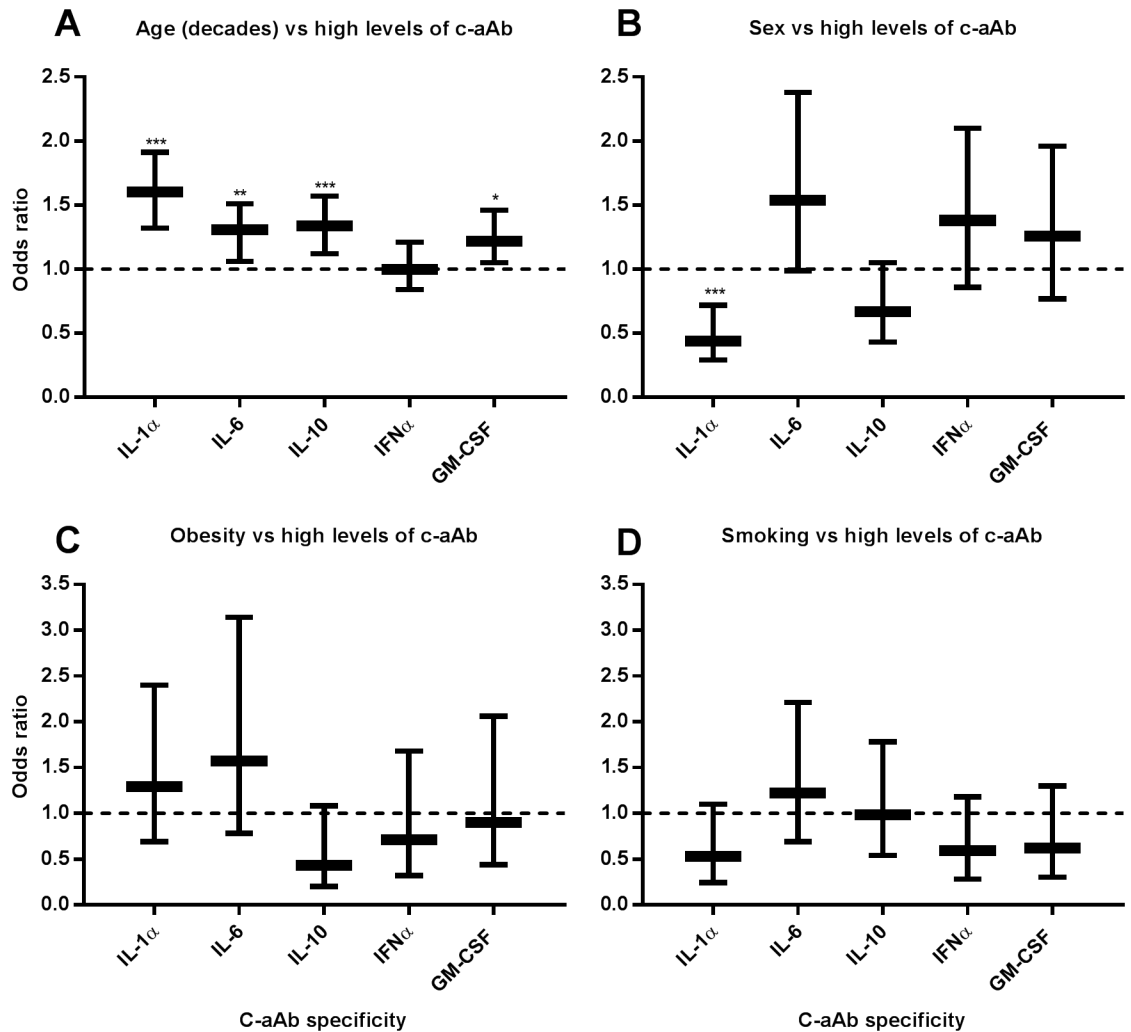 A
Age (decades) vs high levels of c-aAb
Odds ratio
2.5
2.0
1.5
1.0
0.5
0.0
***
**
***
*
IL-1α
IL-6
IL-10
IFNα
GM-CSF
B
Sex vs high levels of c-aAb
2.5
2.0
1.5
1.0
0.5
0.0
***
IL-1α
IL-6
IL-10
IFNα
GM-CSF
C
Obesity vs high levels of c-aAb
Odds ratio
3.5
3.0
2.5
2.0
1.5
1.0
0.5
0.0
IL-1α
IL-6
IL-10
IFNα
GM-CSF
C-aAb specificity
D
Smoking vs high levels of c-aAb
3.5
3.0
2.5
2.0
1.5
1.0
0.5
0.0
IL-1α
IL-6
IL-10
IFNα
GM-CSF
C-aAb specificity